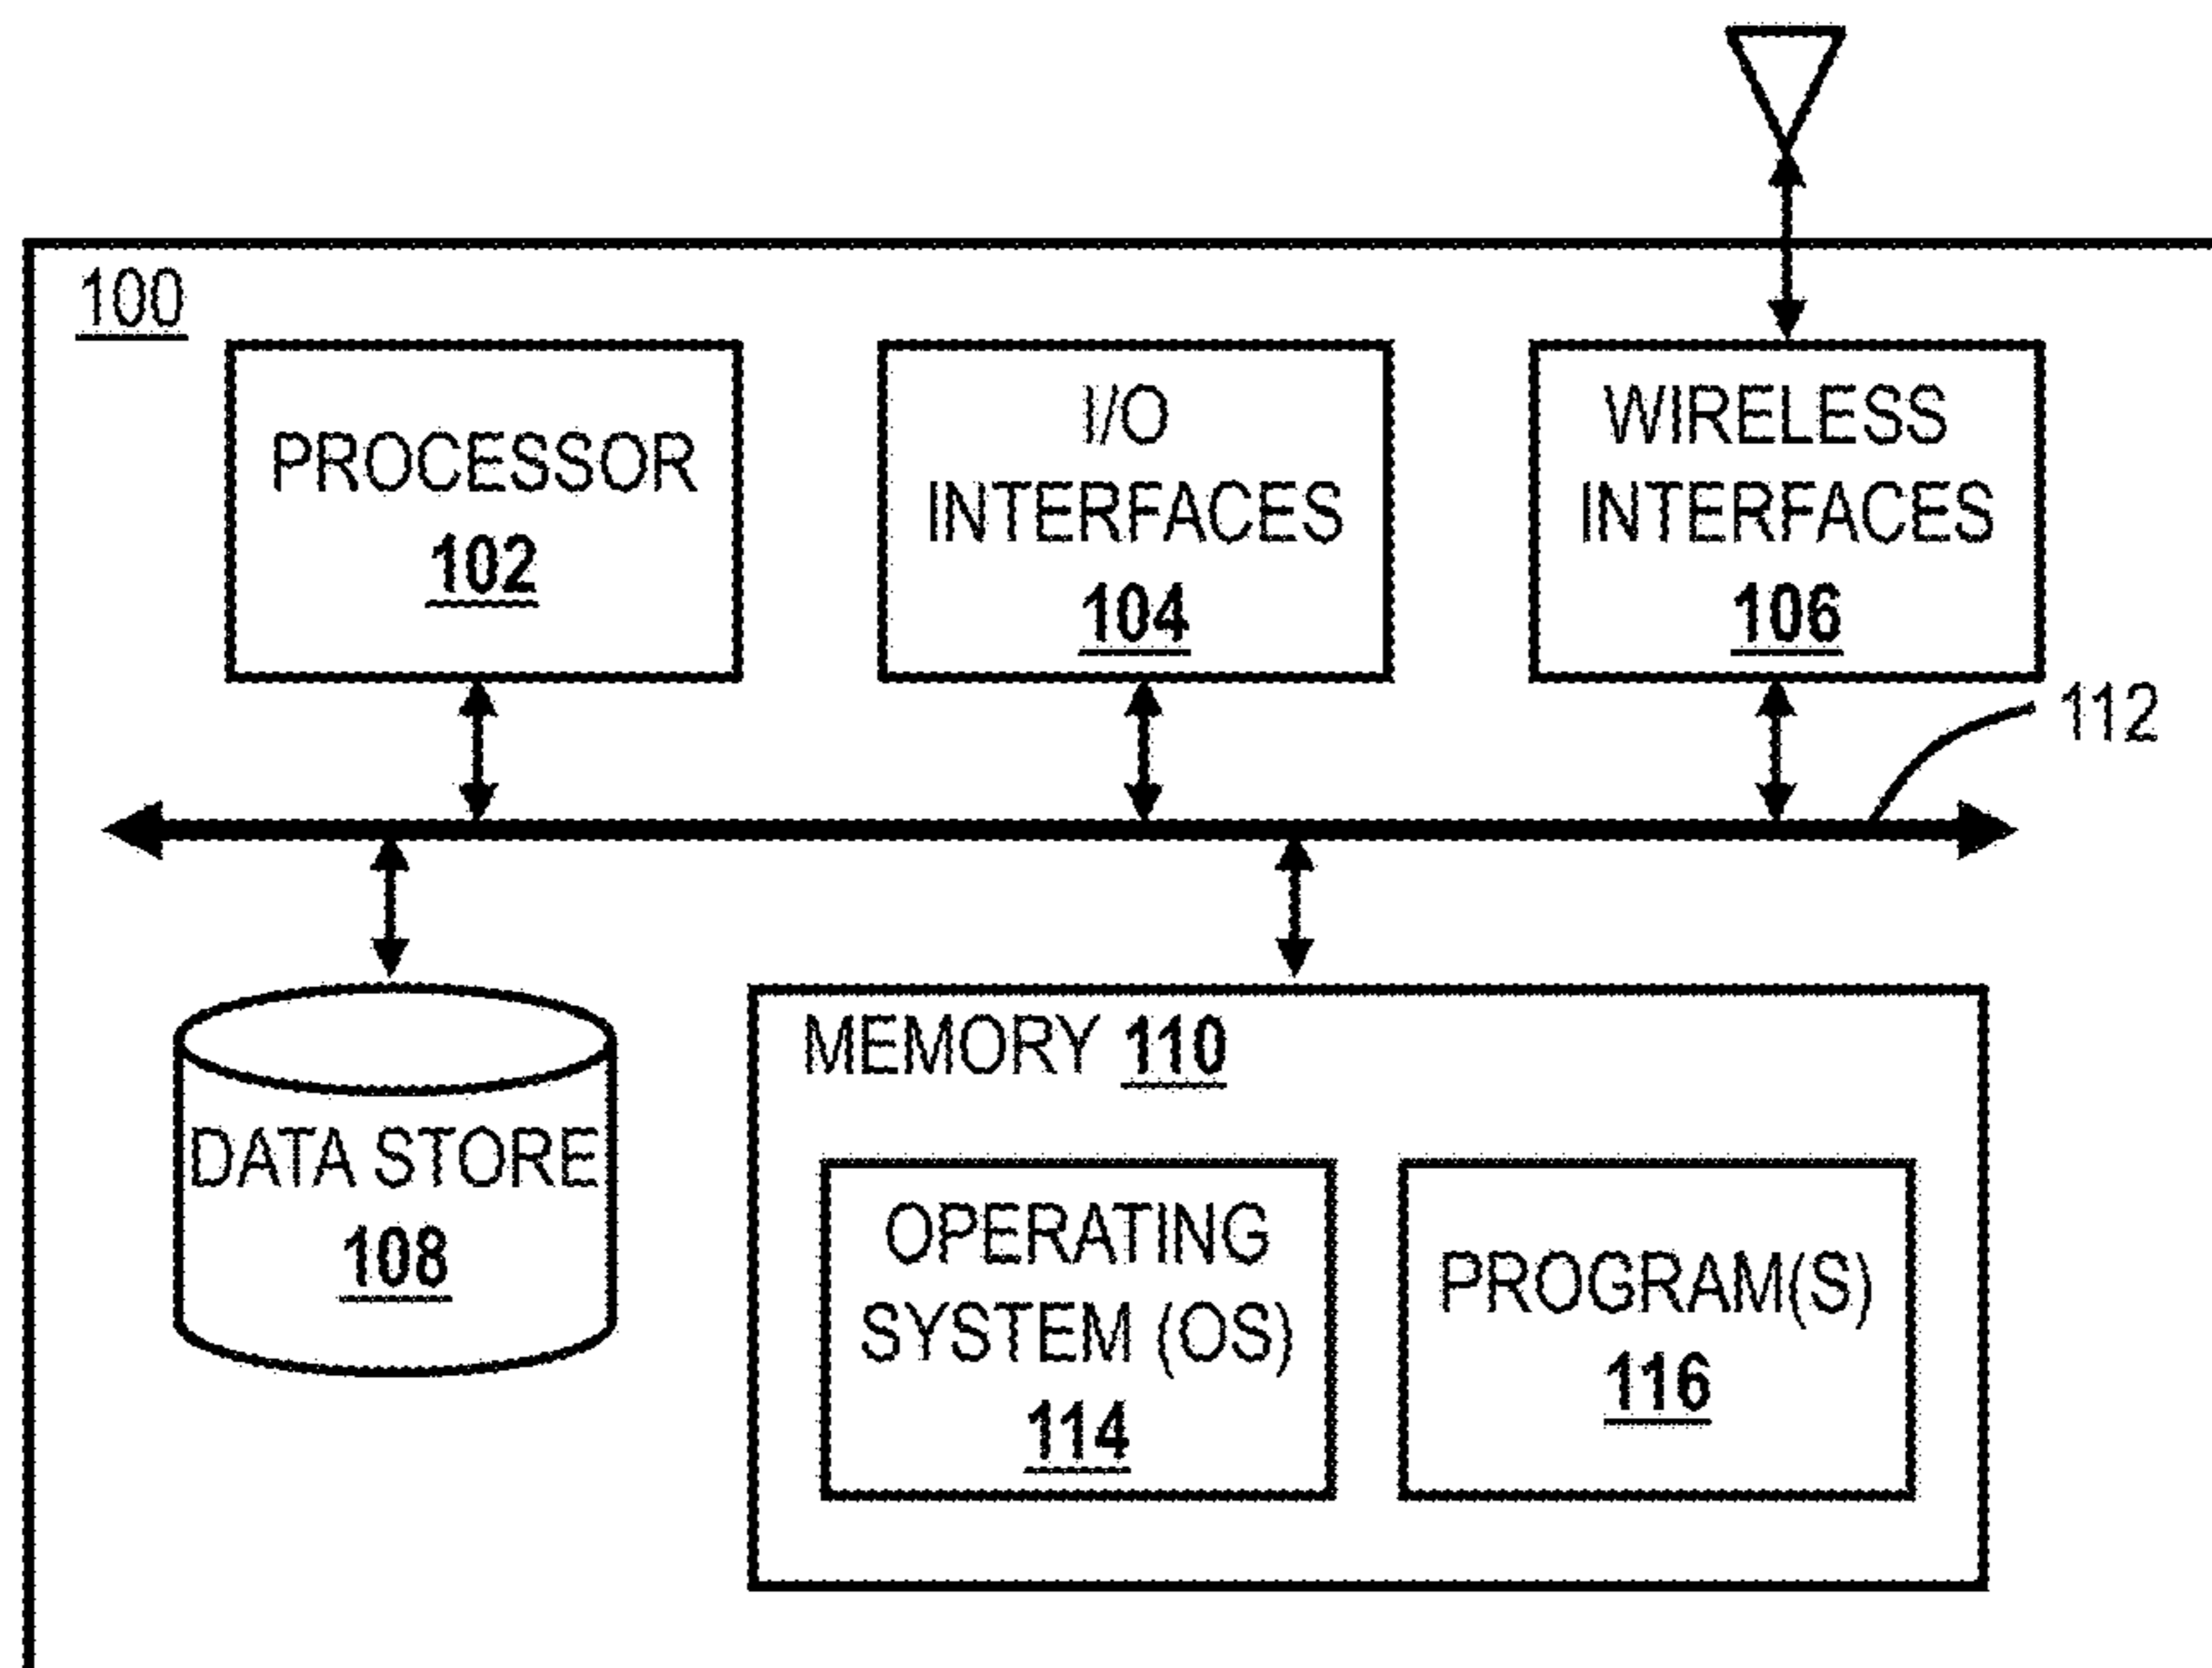 100
PROCESSOR
102
I/O
INTERFACES
104
WIRELESS
INTERFACES
106
112
DATA STORE
108
MEMORY 110
OPERATING
SYSTEM (OS)
114
PROGRAM(S)
116